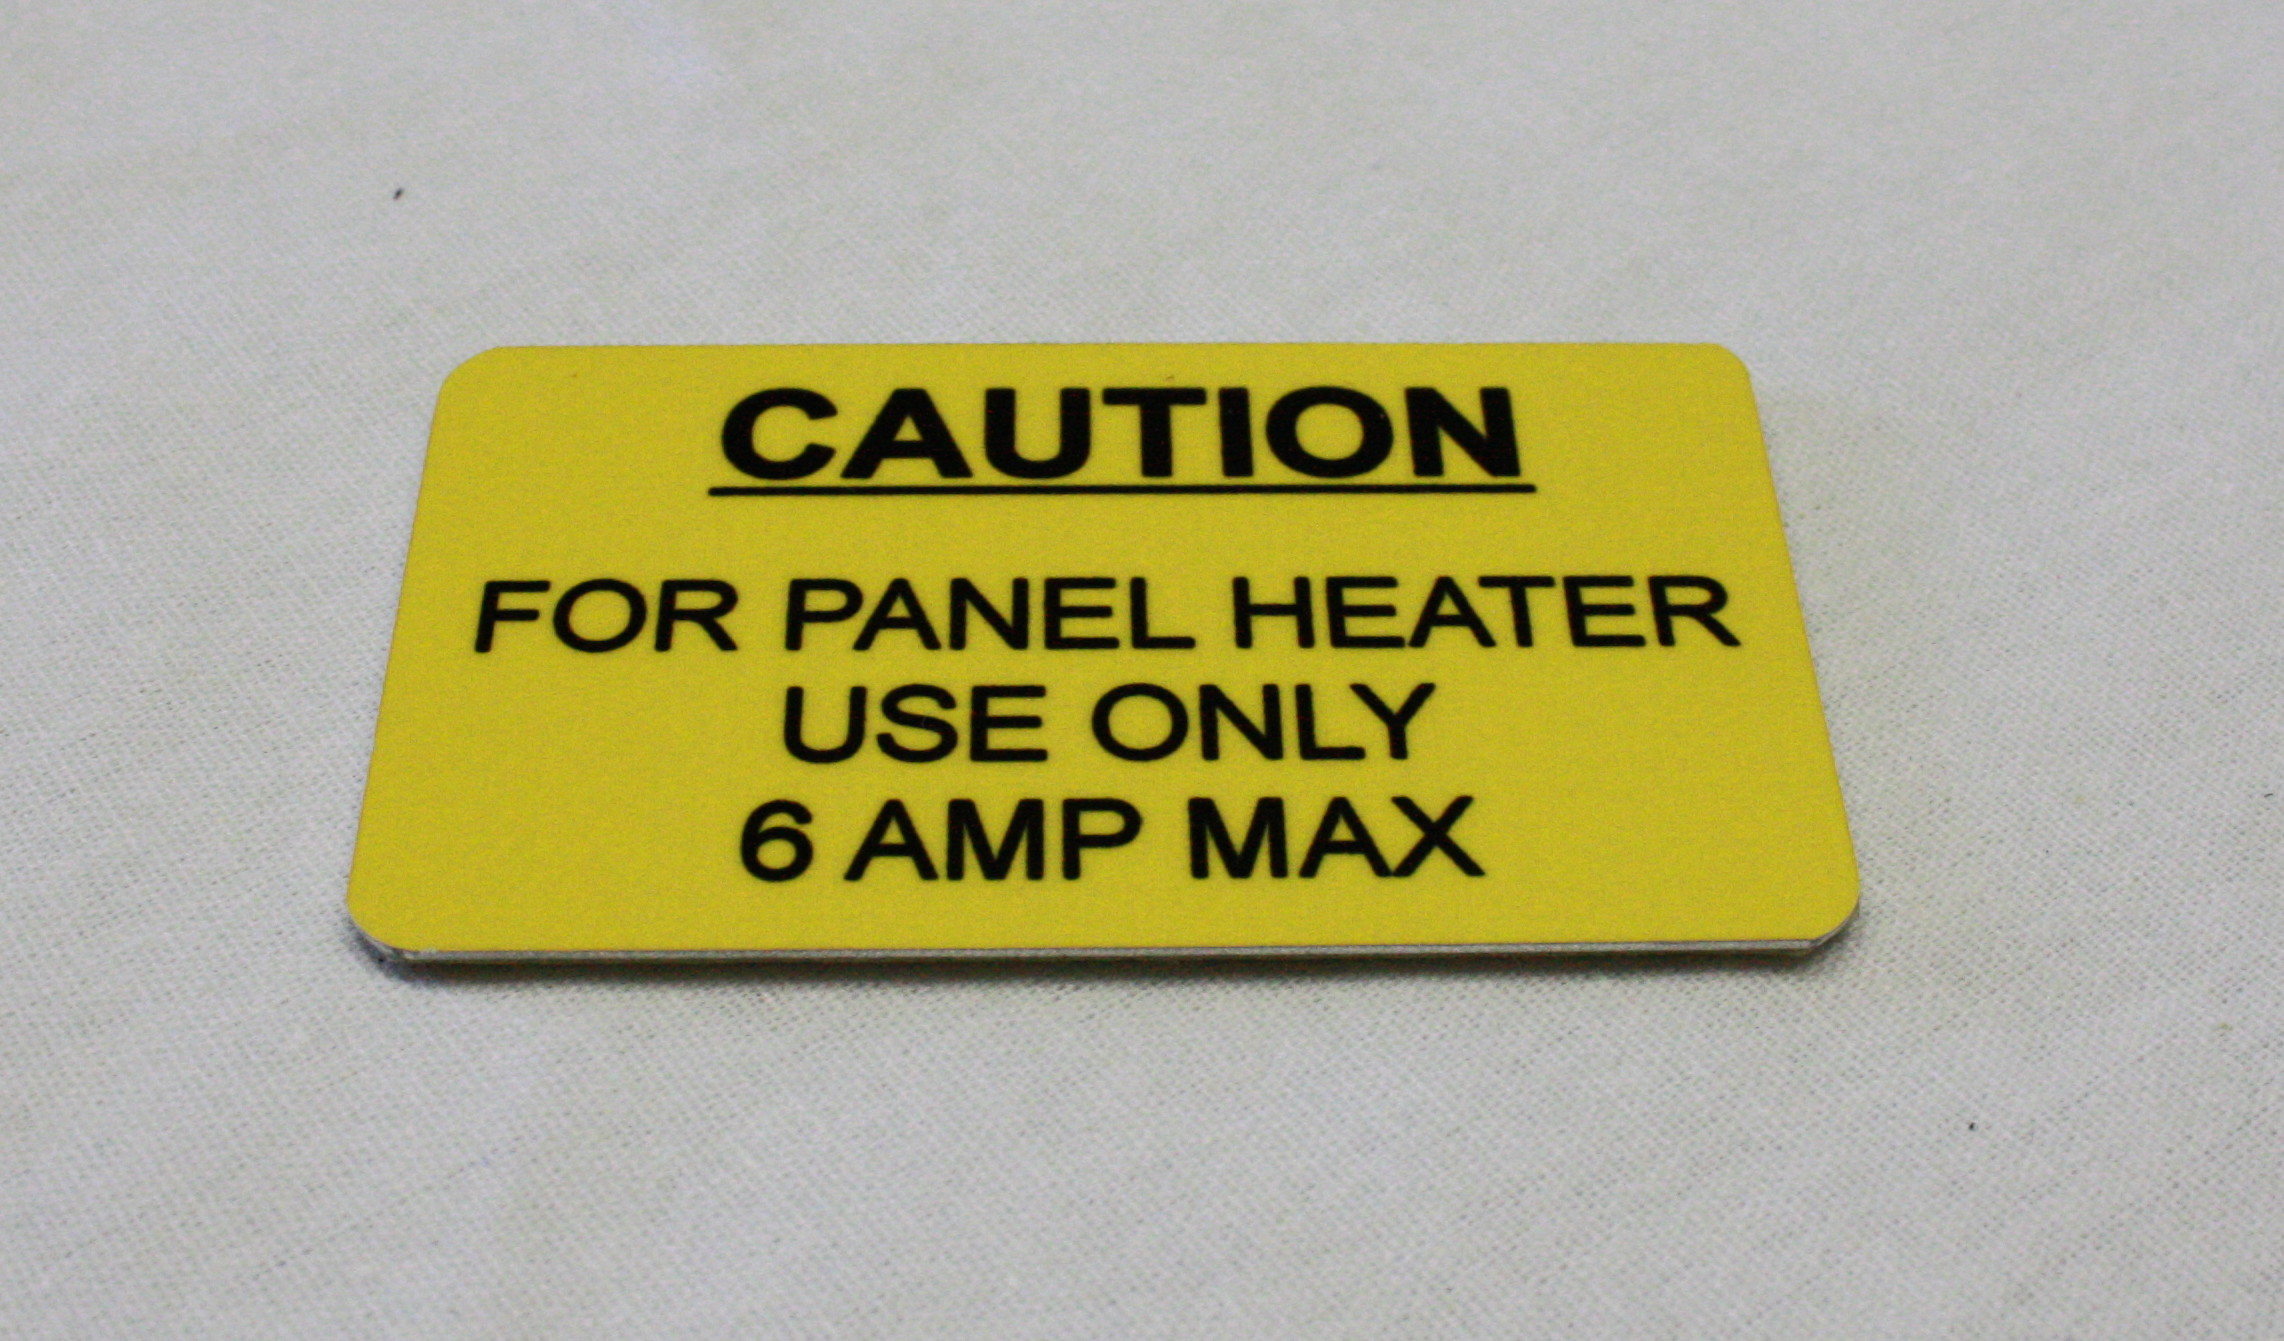 CAUTION
FOR PANEL HEATER
USE ONLY
6 AMP MAX